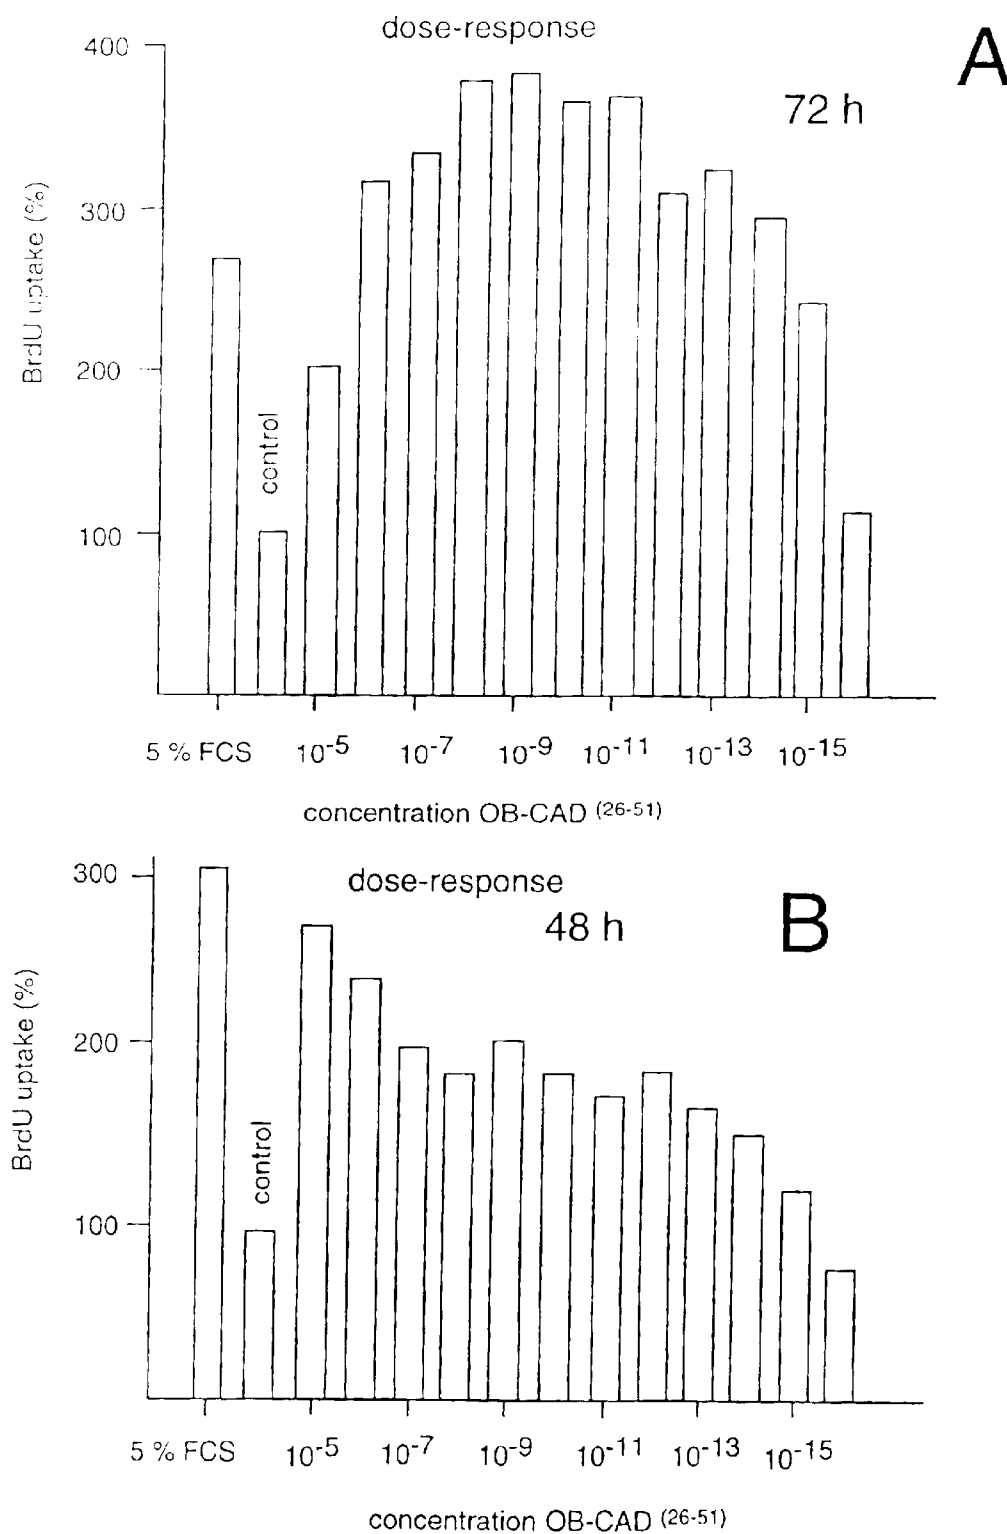 dose-response
A
72 h
400
300
200
100
BrdU uptake (%)
control
5 % FCS 10-5 10-7 10-9 10-11 10-13 10-15
concentration OB-CAD (26-51)
dose-response
48 h
B
300
200
100
BrdU uptake (%)
control
5 % FCS 10-5 10-7 10-9 10-11 10-13 10-15
concentration OB-CAD (26-51)